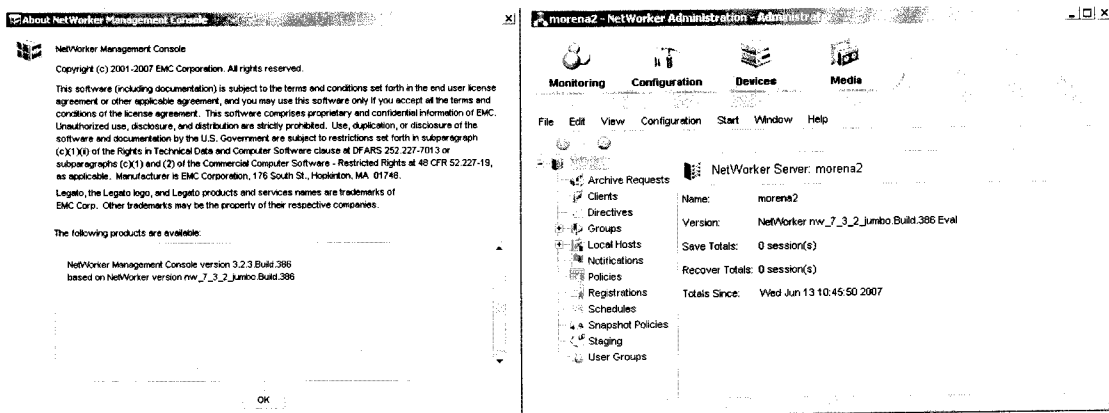 About NetWorker Management Console
NetWorker Management Console
Copyright (c) 2001-2007 EMC Corporation. All rights reserved.
This software (including documentation) is subject to the terms and conditions set forth in the end user license
agreement or other applicable agreement, and you may use this software only if you accept all the terms and
conditions of the license agreement. This software comprises proprietary and confidential information of EMC.
Unauthorized use, disclosure, and distribution are strictly prohibited. Use, duplication, or disclosure of the
software and documentation by the U.S. Government are subject to restrictions set forth in subparagraph
(c)(1)(ii) of the Rights in Technical Data and Computer Software clause at DFARS 252.227-7013 or
subparagraphs (c)(1) and (2) of the Commercial Computer Software - Restricted Rights at 48 CFR 52.227-19,
as applicable. Manufacturer is EMC Corporation, 176 South St., Hopkinton, MA 01748.
Legato, the Legato logo, and Legato products and services names are trademarks of
EMC Corp. Other trademarks may be the property of their respective companies.
The following products are available:
NetWorker Management Console version 3.2.3.Build.386
based on NetWorker version nw_7_3_2_jumbo.Build.386
OK
morena2 - NetWorker Administration -
Monitoring Configuration Devices Media
File Edit View Configuration Start Window Help
Archive Requests
Clients
Directives
Groups
Local Hosts
Notifications
Policies
Registrations
Schedules
Snapshot Policies
Staging
User Groups
NetWorker Server: morena2
Name: morena2
Version: NetWorker nw_7_3_2_jumbo.Build.386 Eval
Save Totals: 0 session(s)
Recover Totals: 0 session(s)
Totals Since: Wed Jun 13 10:45:50 2007